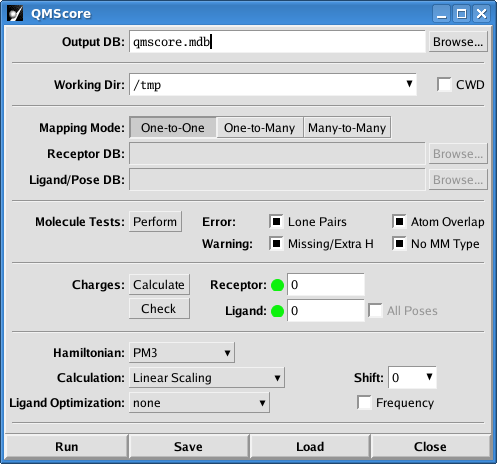 QMScore
Output DB: qmscore.mdb Browse...
Working Dir: /tmp CWD
Mapping Mode: One-to-One One-to-Many Many-to-Many
Receptor DB: Browse...
Ligand/Pose DB: Browse...
Molecule Tests: Perform Error: Lone Pairs Atom Overlap
Warning: Missing/Extra H No MM Type
Charges: Calculate Receptor: 0
Check Ligand: 0 All Poses
Hamiltonian: PM3
Calculation: Linear Scaling Shift: 0
Ligand Optimization: none Frequency
Run Save Load Close